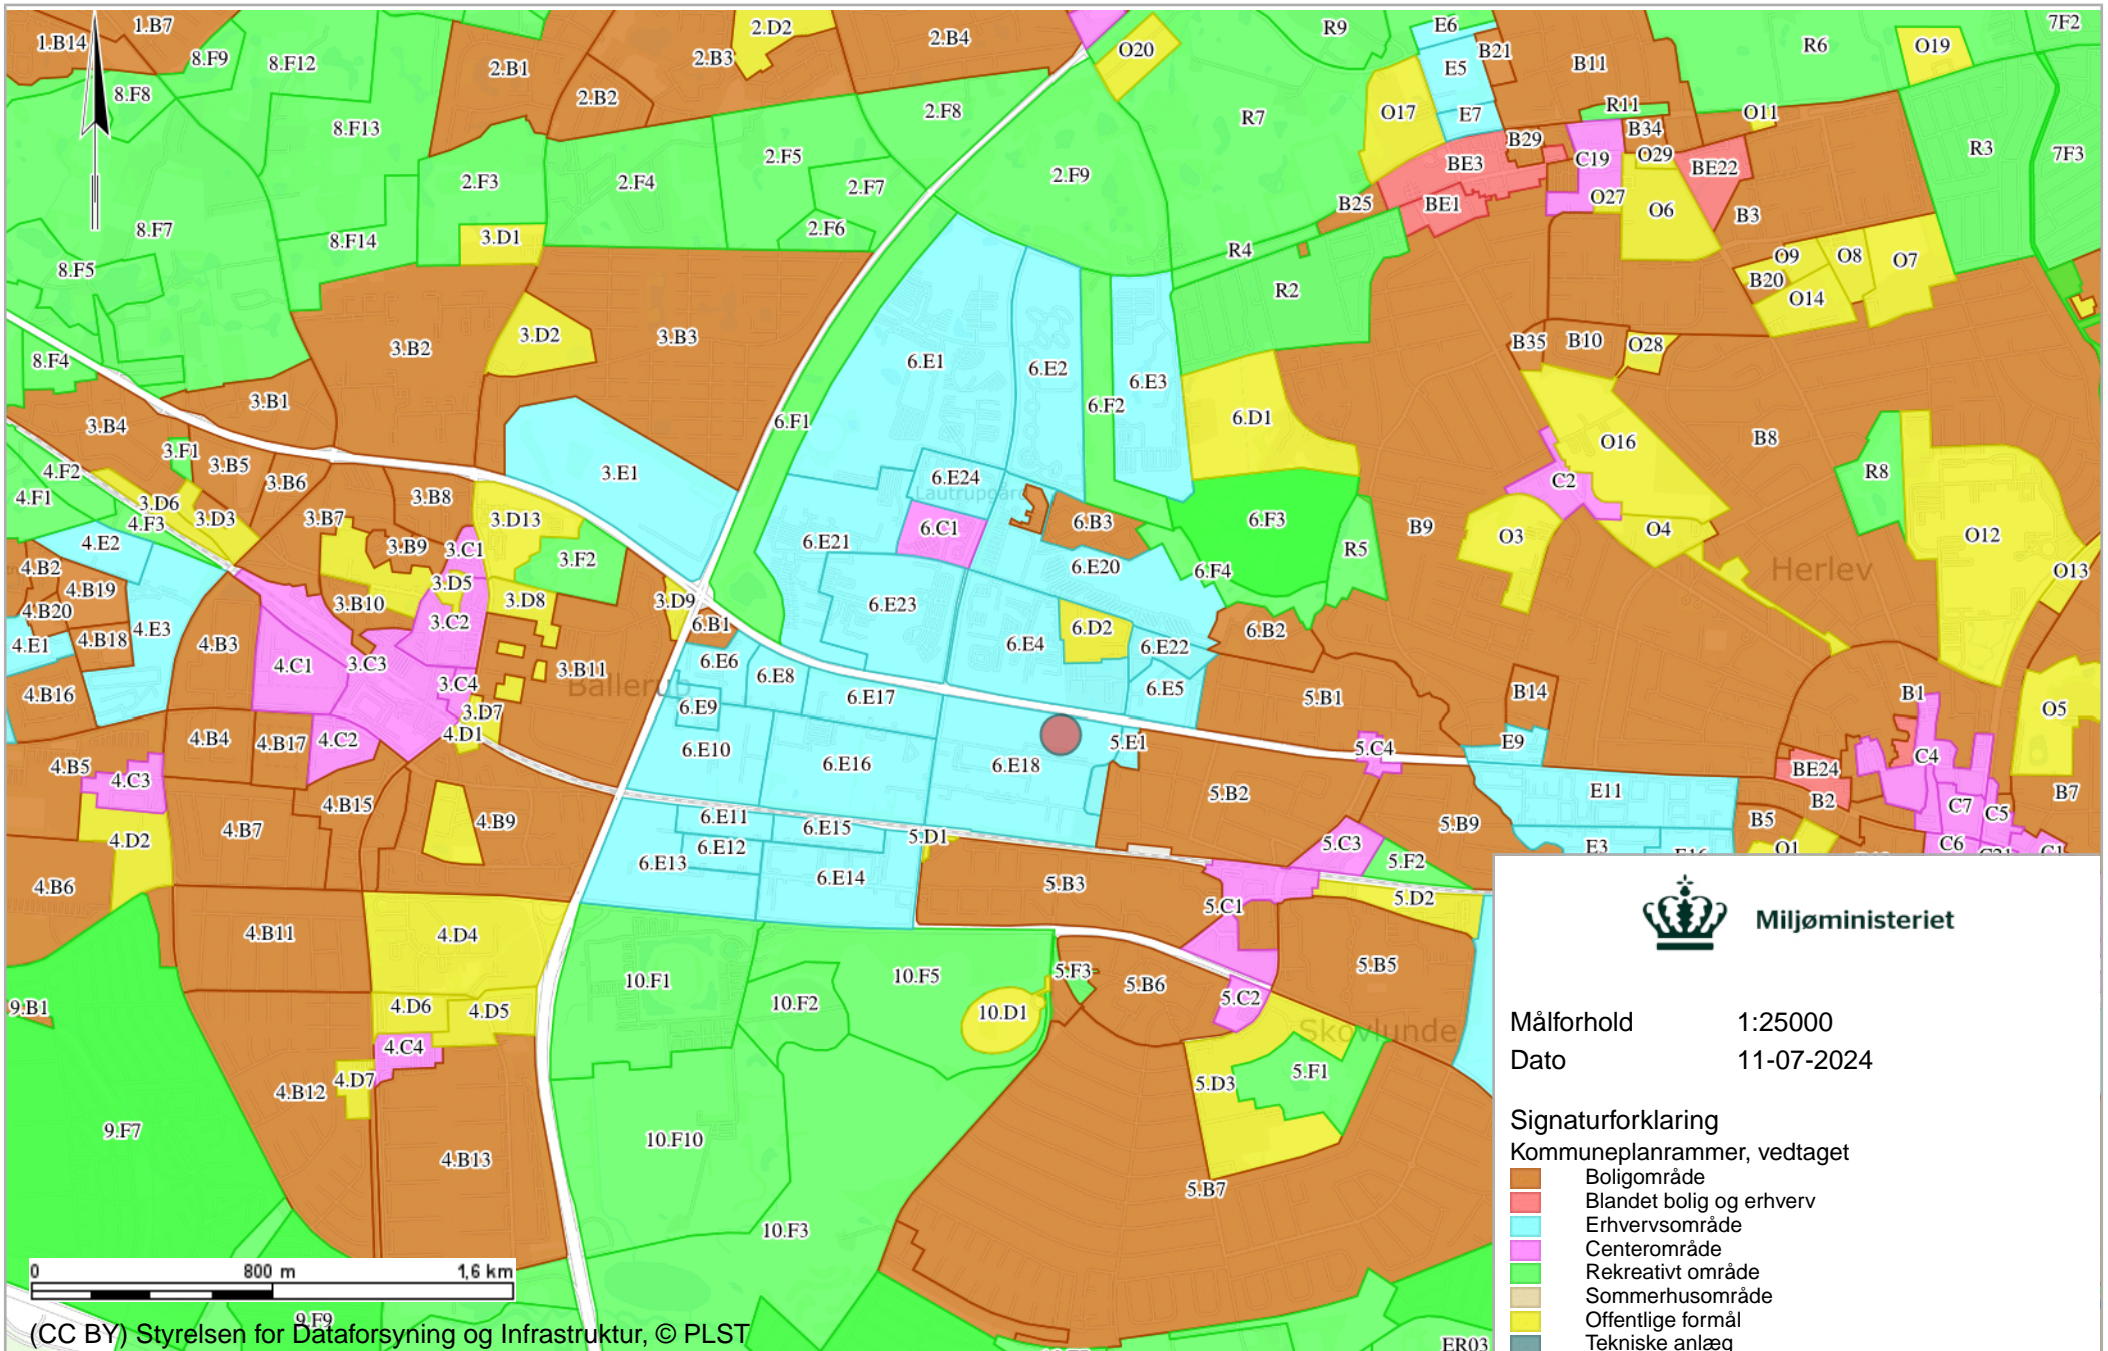 1.B14
1.B7
8.F9
8.F12
2.B1
2.B2
2.B3
2.D2
2.B4
O20
R9
E6
B21
E5
B11
R6
O19
7F2
8.F8
8.F13
2.F8
R7
O17
E7
R11
B34
O11
B29
C19
O29
BE22
R3
7F3
2.F3
2.F4
2.F5
2.F7
2.F9
BE3
B25
BE1
O27
O6
B3
8.F7
8.F14
3.D1
2.F6
R4
O9
O8
O7
8.F5
R2
B20
O14
8.F4
3.B2
3.D2
3.B3
6.E1
6.E2
6.E3
B35
B10
O28
3.B1
3.B4
6.F1
6.F2
6.D1
B8
3.F1
3.B5
4.F2
3.B6
3.E1
6.E24
Lautrupgård
O16
R8
C2
4.F1
3.D6
3.D3
4.F3
3.B7
3.B8
3.D13
6.C1
6.B3
6.F3
B9
O3
O4
O12
4.E2
3.B9
3.C1
3.F2
6.E21
6.E20
6.F4
R5
Herlev
O13
4.B2
4.B19
4.B20
3.D5
3.D8
3.D9
3.B10
6.E23
4.E1
4.B18
4.E3
4.B3
3.C2
6.B1
6.D2
6.B2
4.C1
3.C3
3.B11
6.E6
6.E8
6.E4
6.E22
4.B16
3.C4
Ballerup
6.E17
6.E5
5.B1
B14
B1
3.D7
6.E9
O5
4.B4
4.B17
4.C2
4.D1
6.E10
6.E16
6.E18
5.E1
5.C4
E9
4.B5
4.C3
BE24
C4
5.B2
E11
B2
B7
4.B15
4.B7
4.B9
6.E11
6.E15
5.D1
5.B9
B5
C7
C5
4.D2
6.E12
6.E13
5.C3
5.F2
E3
E16
O1
C6
C1
4.B6
6.E14
5.B3
5.D2
5.C1
4.B11
4.D4
10.F1
10.F5
5.F3
5.B6
5.B5
9.B1
4.D6
4.D5
10.F2
10.D1
5.C2
Skovlunde
4.C4
4.B12
4.D7
5.D3
5.F1
9.F7
4.B13
10.F10
5.B7
10.F3
9.F9
ER03
Miljøministeriet
Målforhold 1:25000
Dato 11-07-2024
Signaturforklaring
Kommuneplanrammer, vedtaget
Boligområde
Blandet bolig og erhverv
Erhvervsområde
Centerområde
Rekreativt område
Sommerhusområde
Offentlige formål
Tekniske anlæg
0 800 m 1,6 km
(CC BY) Styrelsen for Dataforsyning og Infrastruktur, © PLST